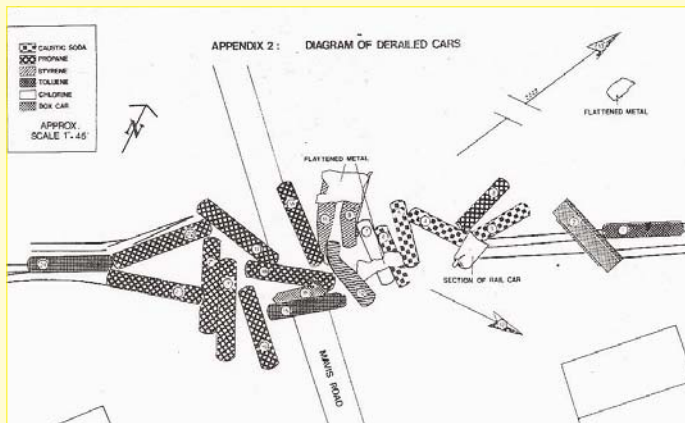 APPENDIX 2 : DIAGRAM OF DERAILED CARS
CAUSTIC SODA
PROPANE
STYRENE
TOLUENE
CHLORINE
BOX CAR
APPROX.
SCALE 1"- 45'
N
FLATTENED METAL
FLATTENED METAL
SECTION OF RAIL CAR
MAVIS ROAD